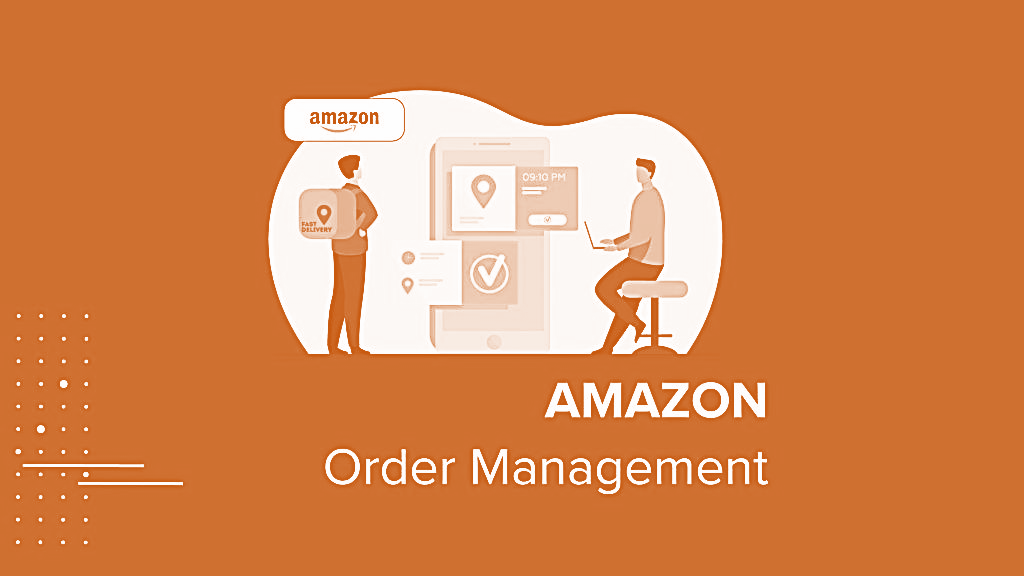 amazon
09:10 PM
FAST
DELIVERY
AMAZON
Order Management